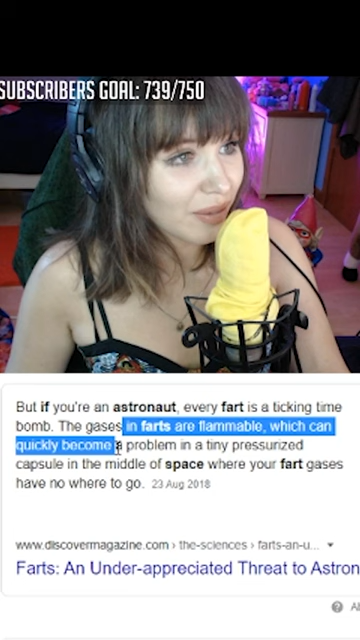 SUBSCRIBERS GOAL: 739/750
But if you're an astronaut, every fart is a ticking time
bomb. The gases in farts are flammable, which can
quickly become a problem in a tiny pressurized
capsule in the middle of space where your fart gases
have no where to go. 23 Aug 2018
www.discovermagazine.com › the-sciences › farts-an-u...
Farts: An Under-appreciated Threat to Astron